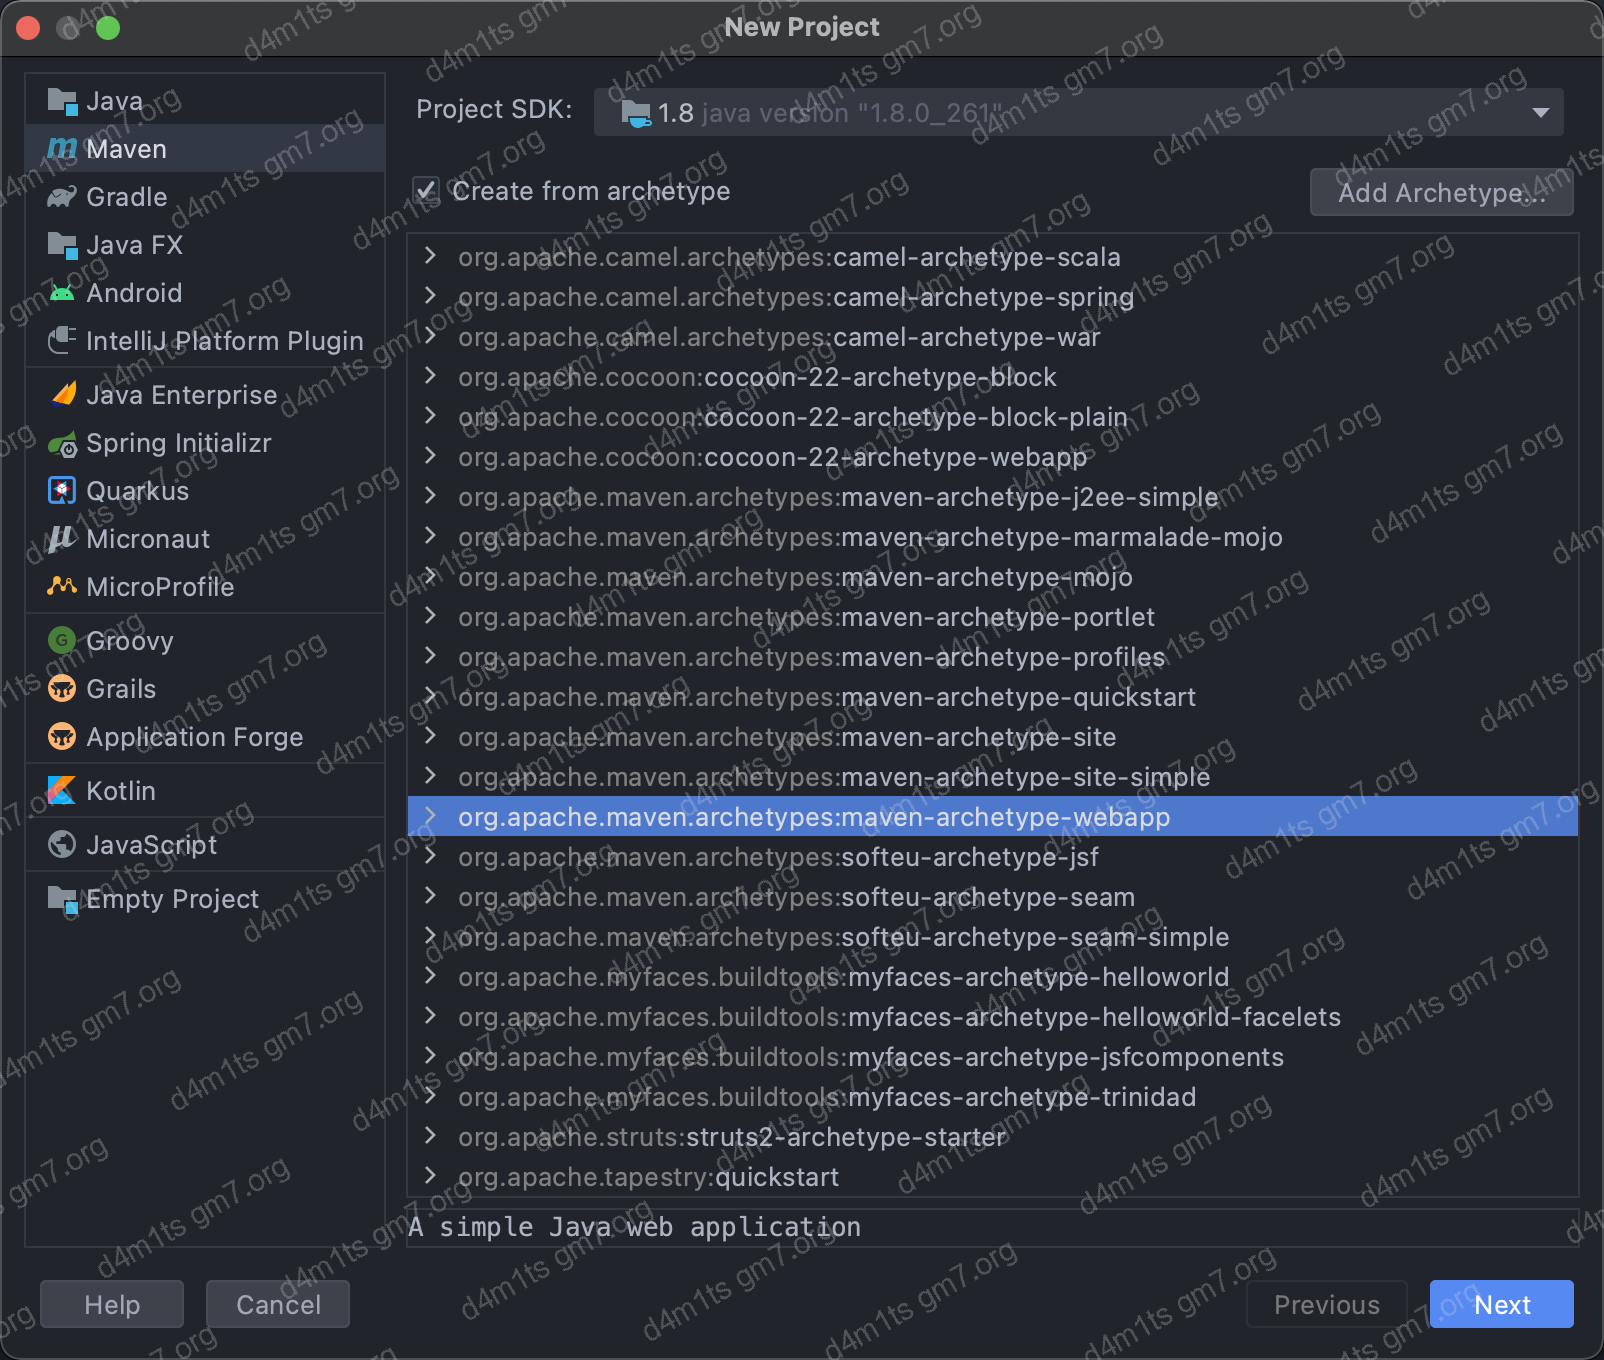 New Project
Java
Maven
Gradle
Java FX
Android
IntelliJ Platform Plugin
Java Enterprise
Spring Initializr
Quarkus
Micronaut
MicroProfile
Groovy
Grails
Application Forge
Kotlin
JavaScript
Empty Project
Project SDK:
1.8 java version "1.8.0_261"
Create from archetype
Add Archetype...
org.apache.camel.archetypes:camel-archetype-scala
org.apache.camel.archetypes:camel-archetype-spring
org.apache.camel.archetypes:camel-archetype-war
org.apache.cocoon:cocoon-22-archetype-block
org.apache.cocoon:cocoon-22-archetype-block-plain
org.apache.cocoon:cocoon-22-archetype-webapp
org.apache.maven.archetypes:maven-archetype-j2ee-simple
org.apache.maven.archetypes:maven-archetype-marmalade-mojo
org.apache.maven.archetypes:maven-archetype-mojo
org.apache.maven.archetypes:maven-archetype-portlet
org.apache.maven.archetypes:maven-archetype-profiles
org.apache.maven.archetypes:maven-archetype-quickstart
org.apache.maven.archetypes:maven-archetype-site
org.apache.maven.archetypes:maven-archetype-site-simple
org.apache.maven.archetypes:maven-archetype-webapp
org.apache.maven.archetypes:softeu-archetype-jsf
org.apache.maven.archetypes:softeu-archetype-seam
org.apache.maven.archetypes:softeu-archetype-seam-simple
org.apache.myfaces.buildtools:myfaces-archetype-helloworld
org.apache.myfaces.buildtools:myfaces-archetype-helloworld-facelets
org.apache.myfaces.buildtools:myfaces-archetype-jsfcomponents
org.apache.myfaces.buildtools:myfaces-archetype-trinidad
org.apache.struts:struts2-archetype-starter
org.apache.tapestry:quickstart
A simple Java web application
Help
Cancel
Previous
Next
d4m1ts gm7.org